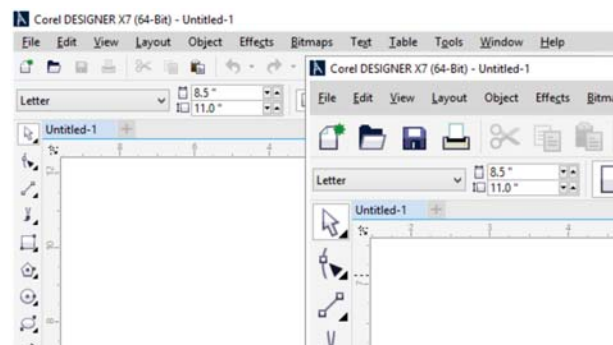 Corel DESIGNER X7 (64-Bit) - Untitled-1
File Edit View Layout Object Effects Bitmaps Text Table Tools Window Help
Letter
8.5 "
11.0 "
Untitled-1
Corel DESIGNER X7 (64-Bit) - Untitled-1
File Edit View Layout Object Effects Bitm
Letter
8.5 "
11.0 "
Untitled-1